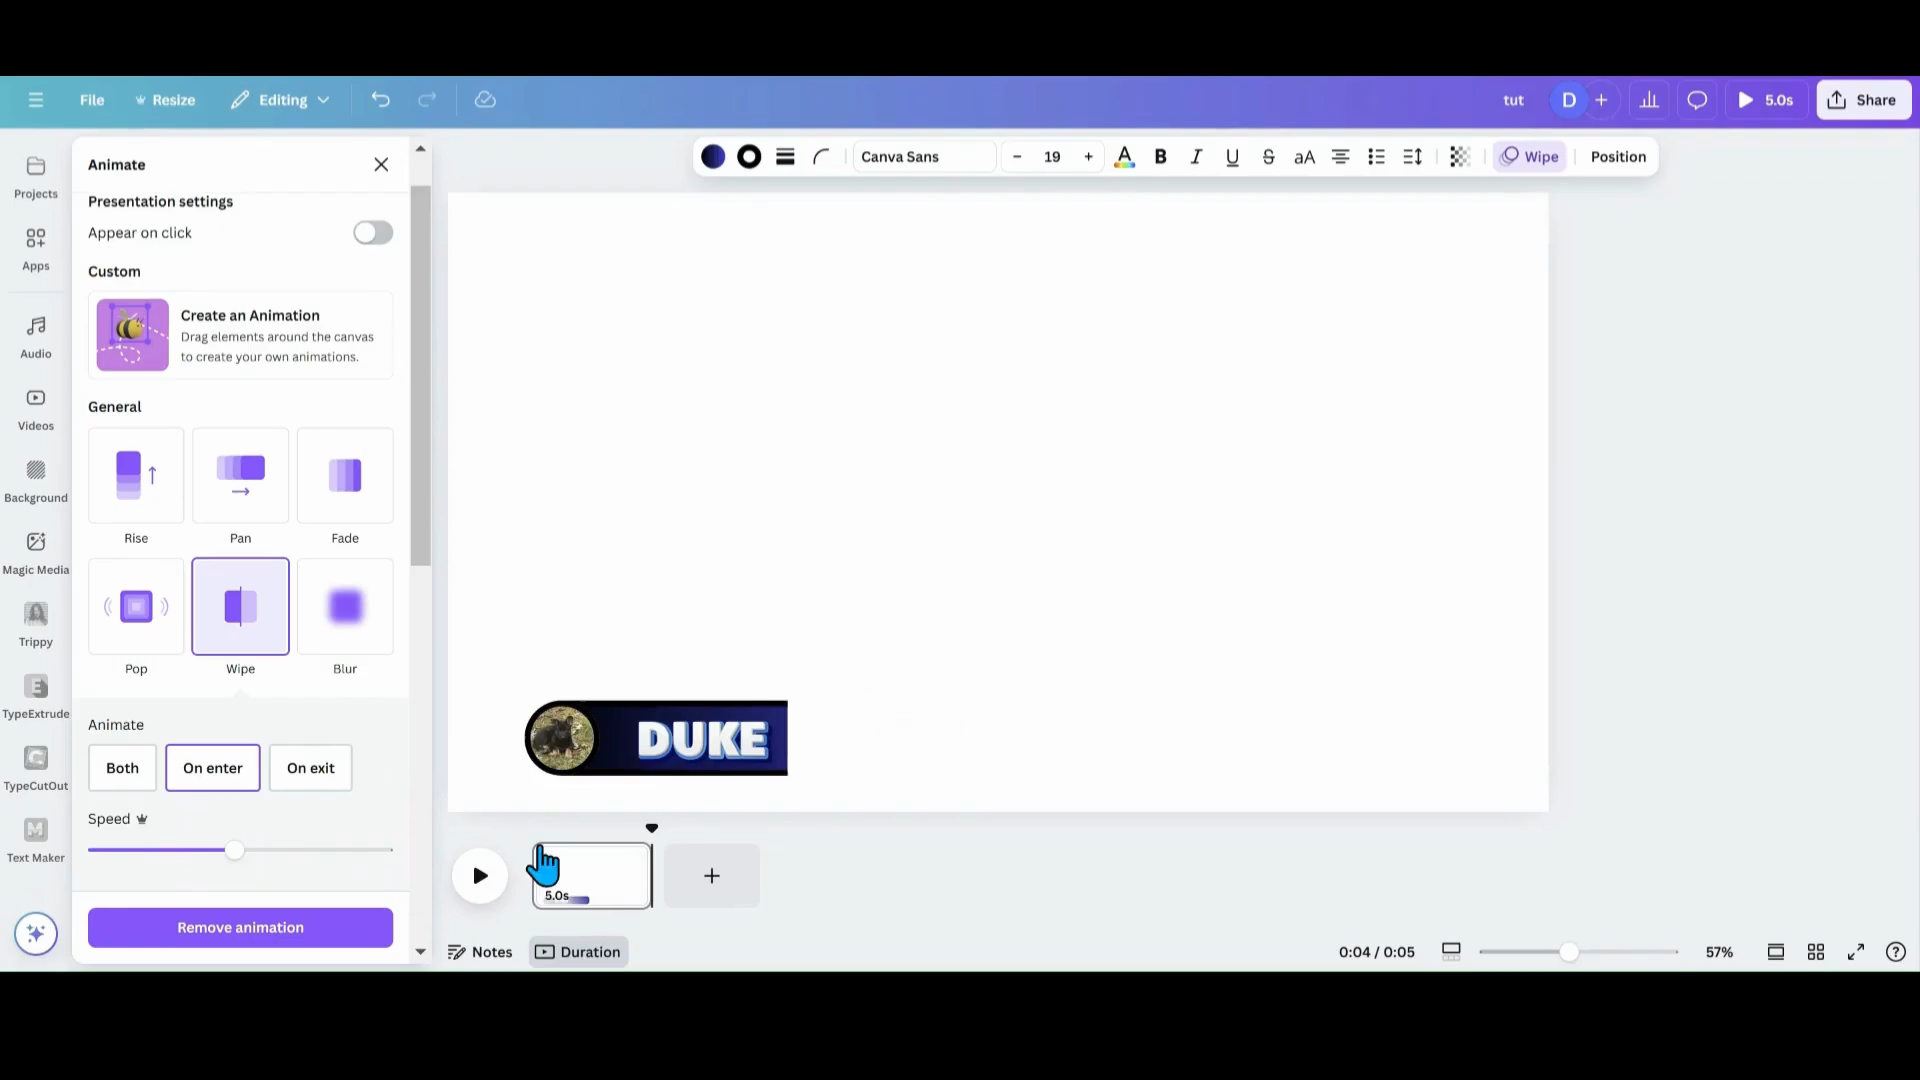 File
Resize
Editing
tut
D
5.0s
Share
Projects
Apps
Audio
Videos
Background
Magic Media
Trippy
E
TypeExtrude
C
TypeCutOut
M
Text Maker
Animate
Presentation settings
Appear on click
Custom
Create an Animation
Drag elements around the canvas
to create your own animations.
General
Rise
Pan
Fade
Pop
Wipe
Blur
Animate
Both
On enter
On exit
Speed
Remove animation
Canva Sans
– 19 +
A
B
I
U
S
aA
Wipe
Position
DUKE
5.0s
Notes
Duration
0:04 / 0:05
57%